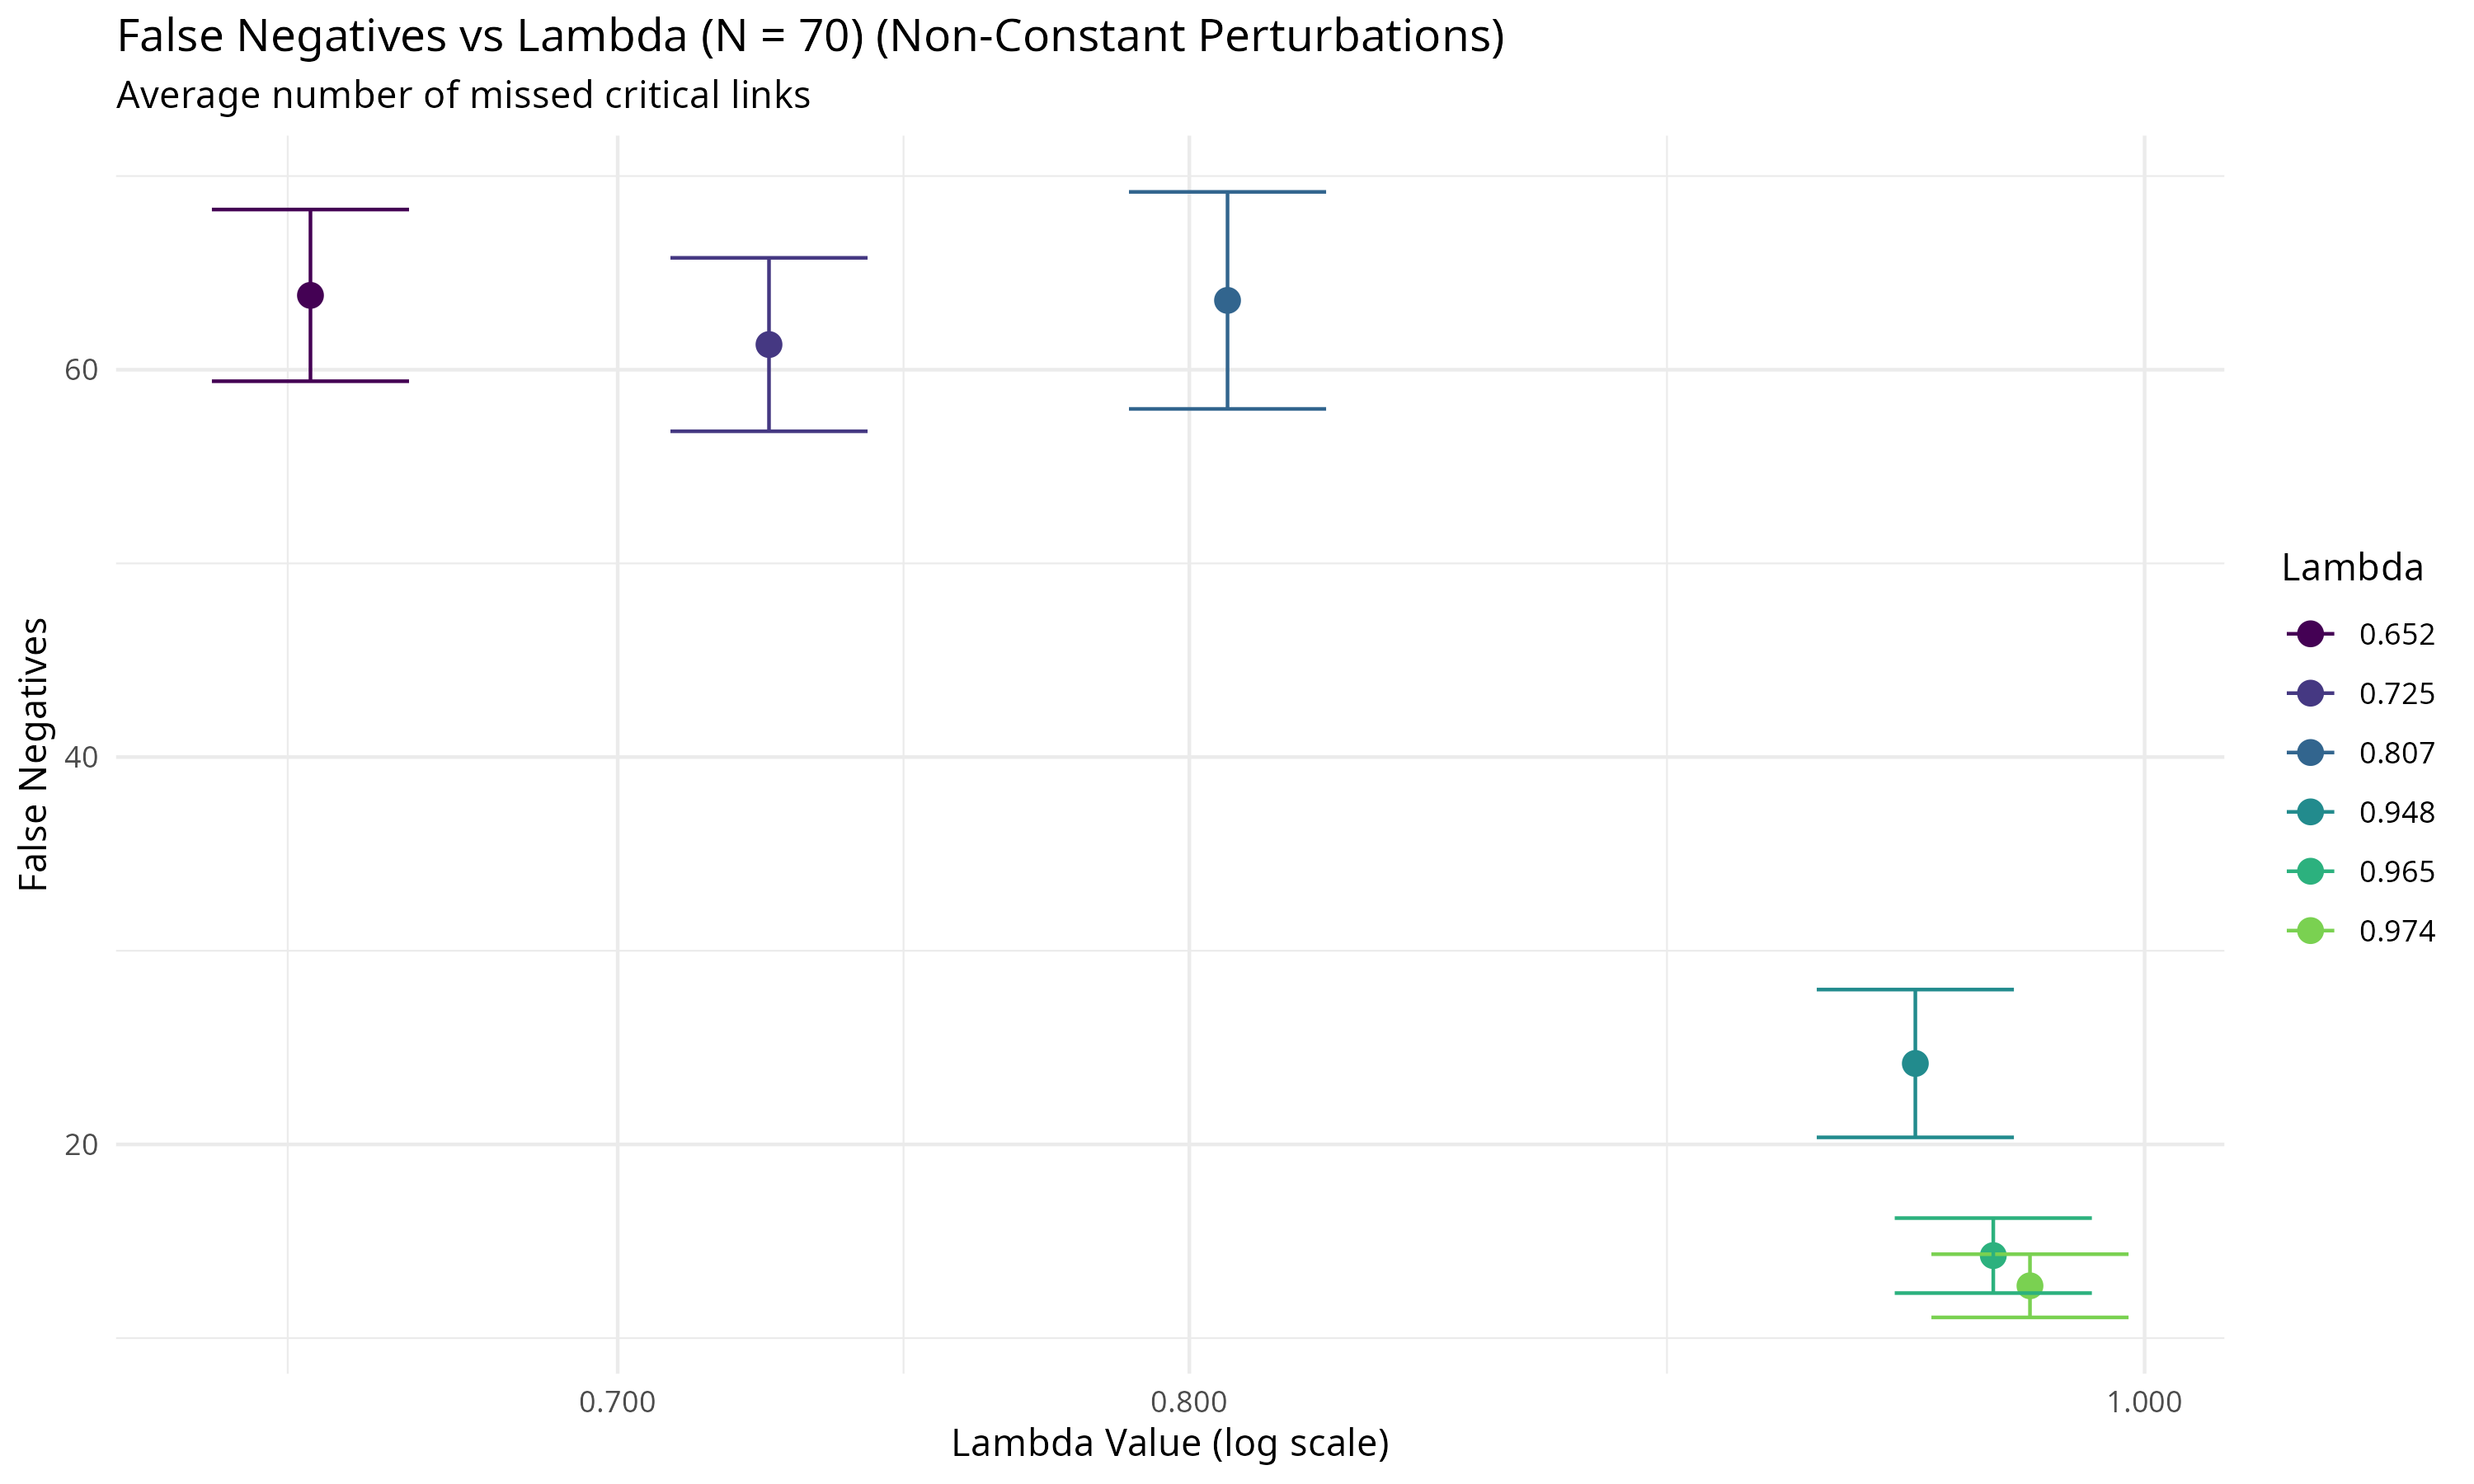 False Negatives vs Lambda (N = 70) (Non-Constant Perturbations)
Average number of missed critical links
False Negatives
60
40
20
0.700
0.800
1.000
Lambda Value (log scale)
Lambda
0.652
0.725
0.807
0.948
0.965
0.974